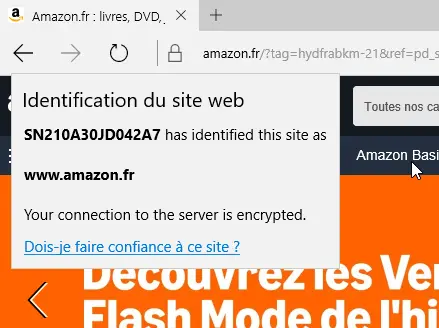 Amazon.fr : livres, DVD,
amazon.fr/?tag=hydfrabkm-21&ref=pd_s
Identification du site web
SN210A30JD042A7 has identified this site as
www.amazon.fr
Your connection to the server is encrypted.
Dois-je faire confiance à ce site ?
Toutes nos ca
Amazon Basi
Découvrez les Ve
Flash Mode de l'hi